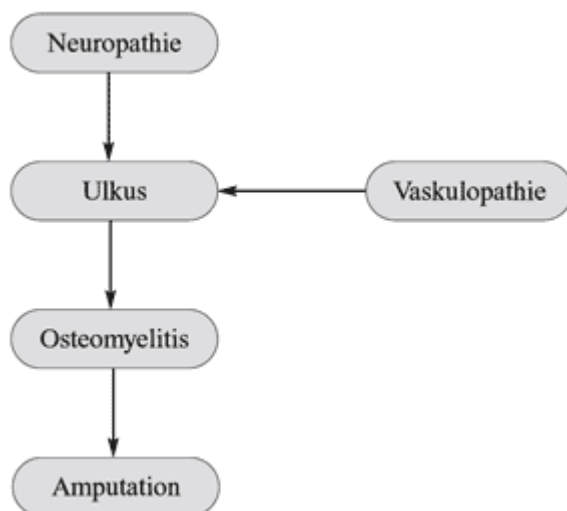 Neuropathie
Ulkus
Vaskulopathie
Osteomyelitis
Amputation